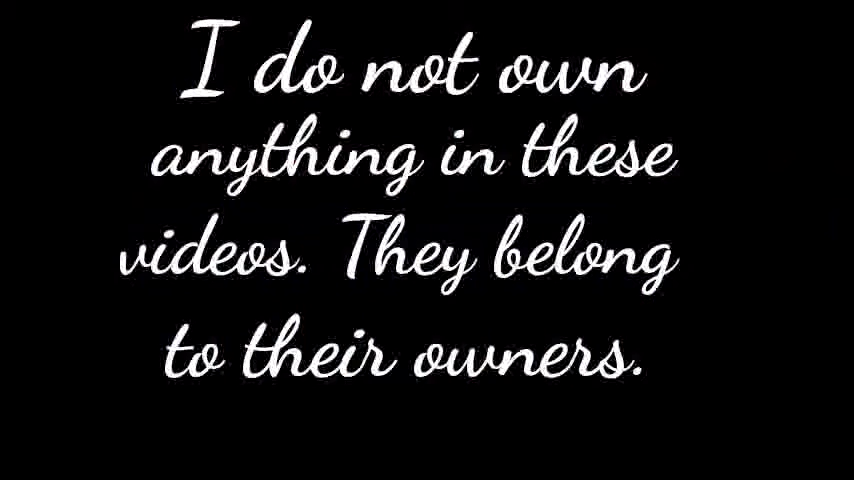 I do not own
anything in these
videos. They belong
to their owners.